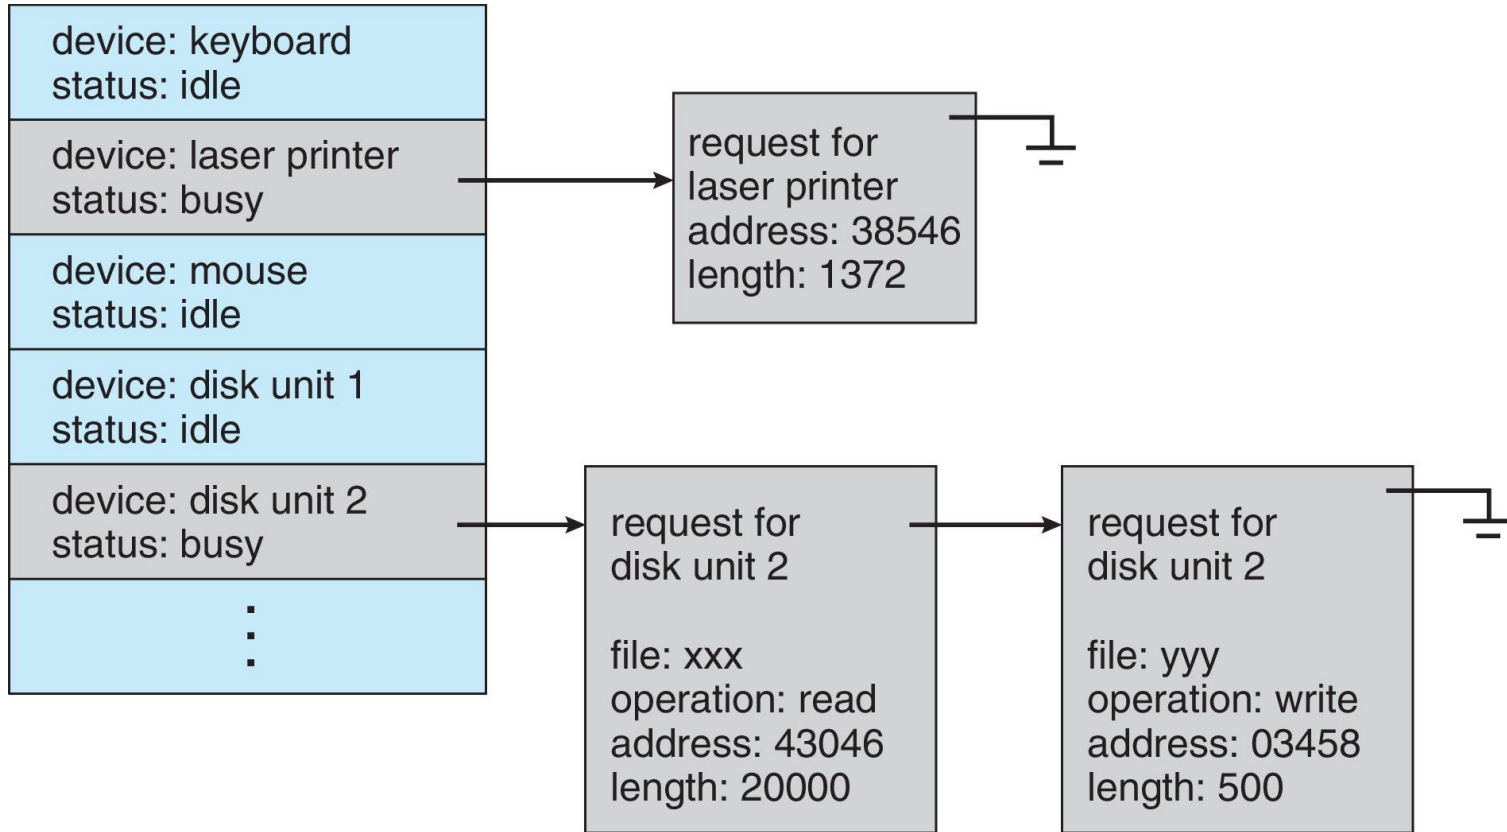 device: keyboard
status: idle
device: laser printer
status: busy
device: mouse
status: idle
device: disk unit 1
status: idle
device: disk unit 2
status: busy
request for
laser printer
address: 38546
length: 1372
request for
disk unit 2
file: xxx
operation: read
address: 43046
length: 20000
request for
disk unit 2
file: yyy
operation: write
address: 03458
length: 500